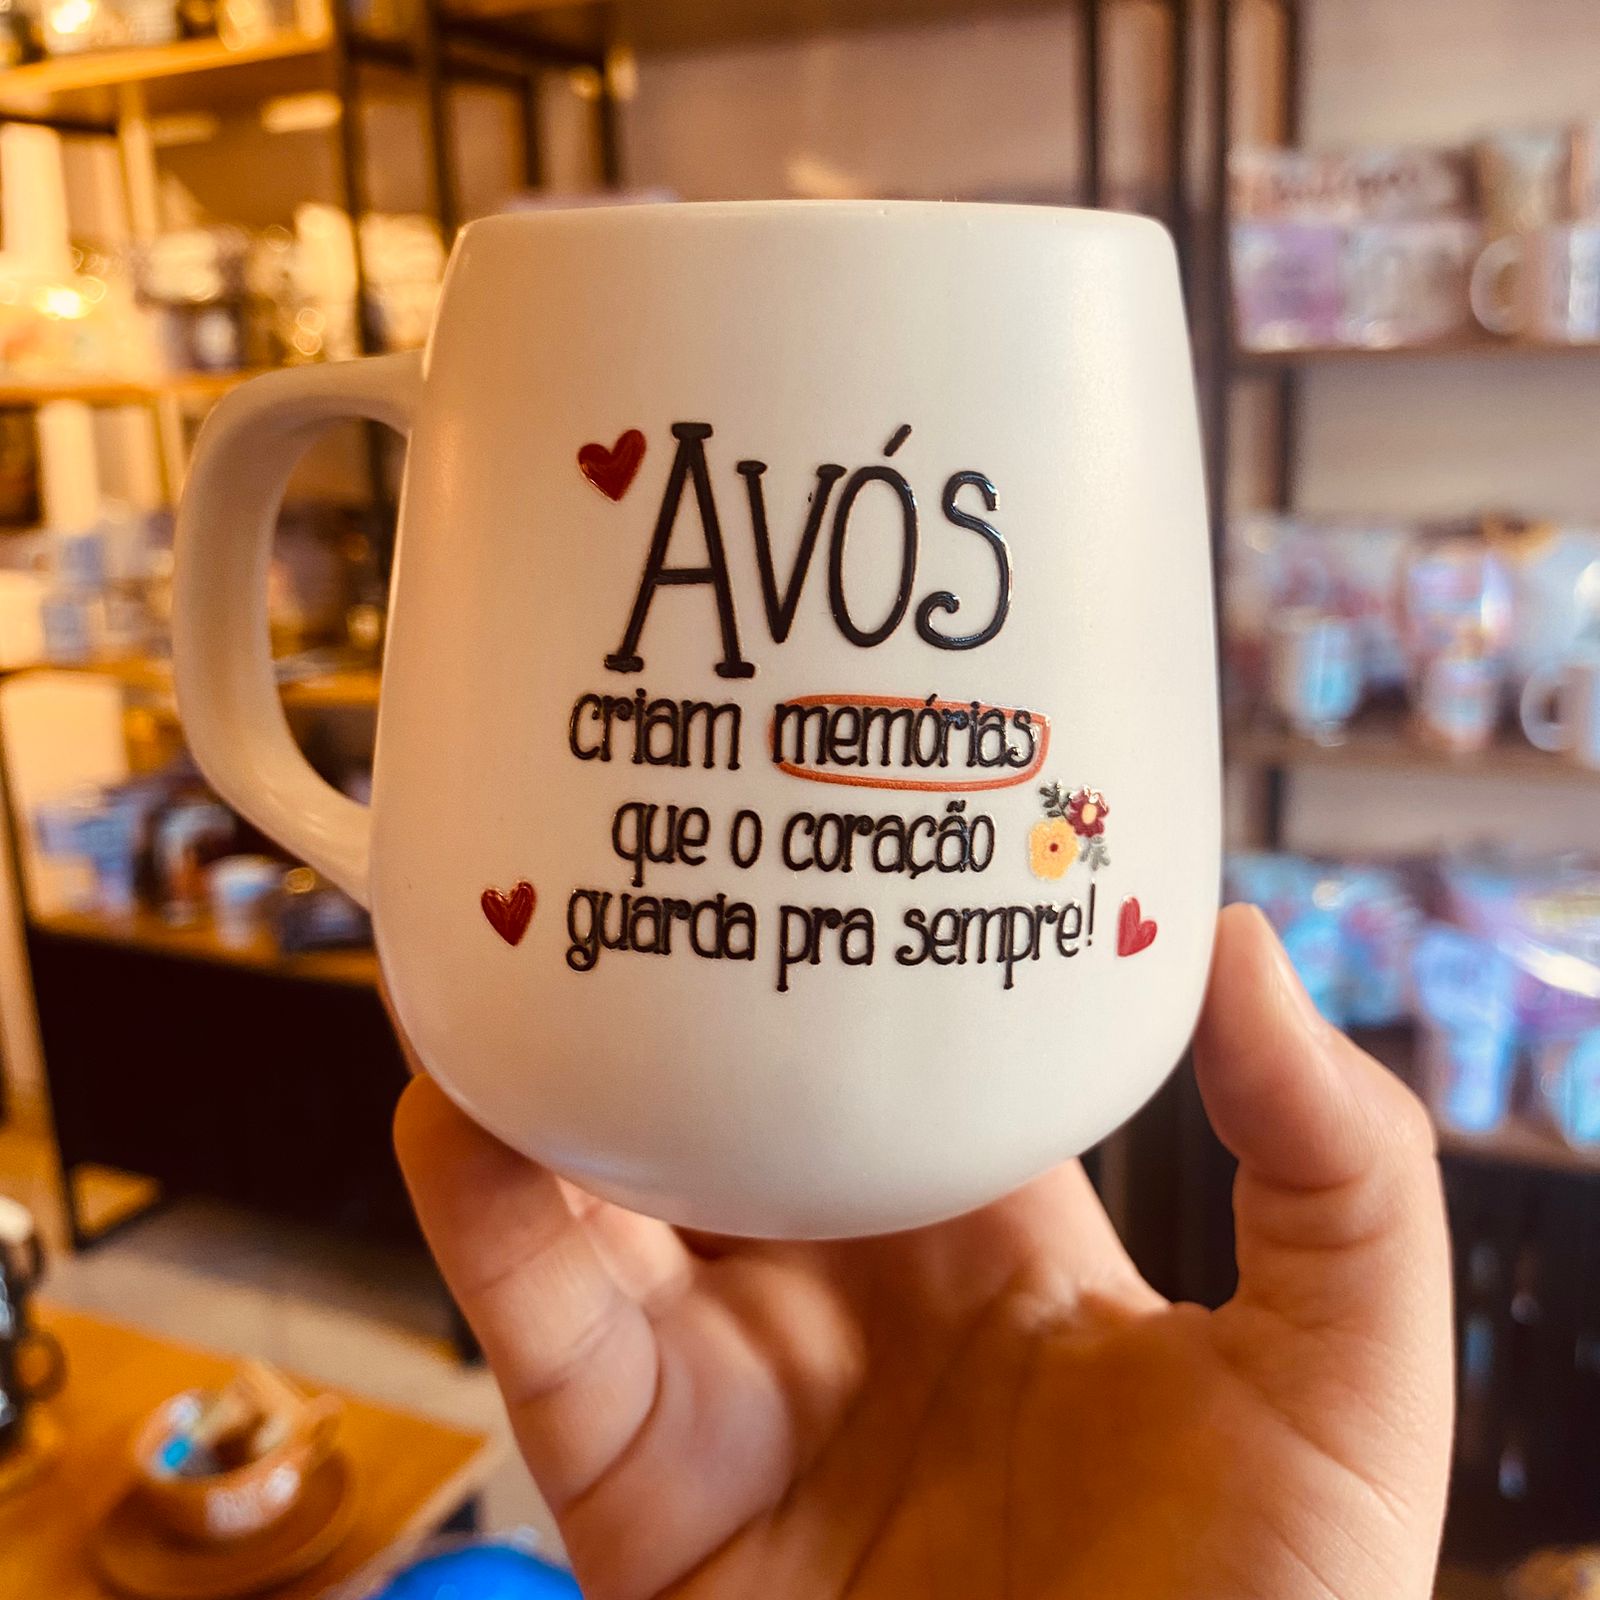 Avós
criam memórias
que o coração
guarda pra sempre!